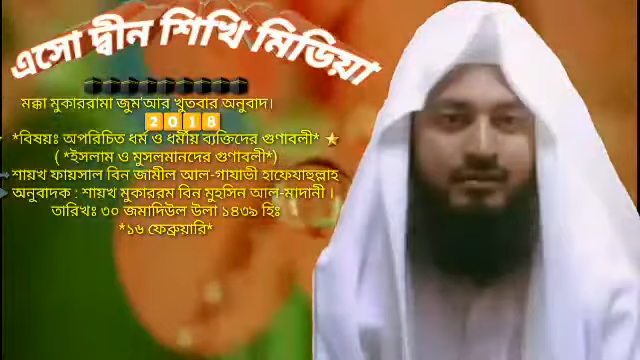 এসো দ্বীন শিখি মিডিয়া
মক্কা মুকাররামা জুম'আর খুতবার অনুবাদ।
2018
*বিষয়ঃ অপরিচিত ধর্ম ও ধর্মীয় ব্যক্তিদের গুণাবলী*
( *ইসলাম ও মুসলমানদের গুণাবলী*)
শায়খ ফায়সাল বিন জামীল আল-গাযাভী হাফেযাহুল্লাহ
অনুবাদক : শায়খ মুকাররম বিন মুহসিন আল-মাদানী ।
তারিখঃ ৩০ জমাদিউল উলা ১৪৩৯ হিঃ
*১৬ ফেব্রুয়ারি*